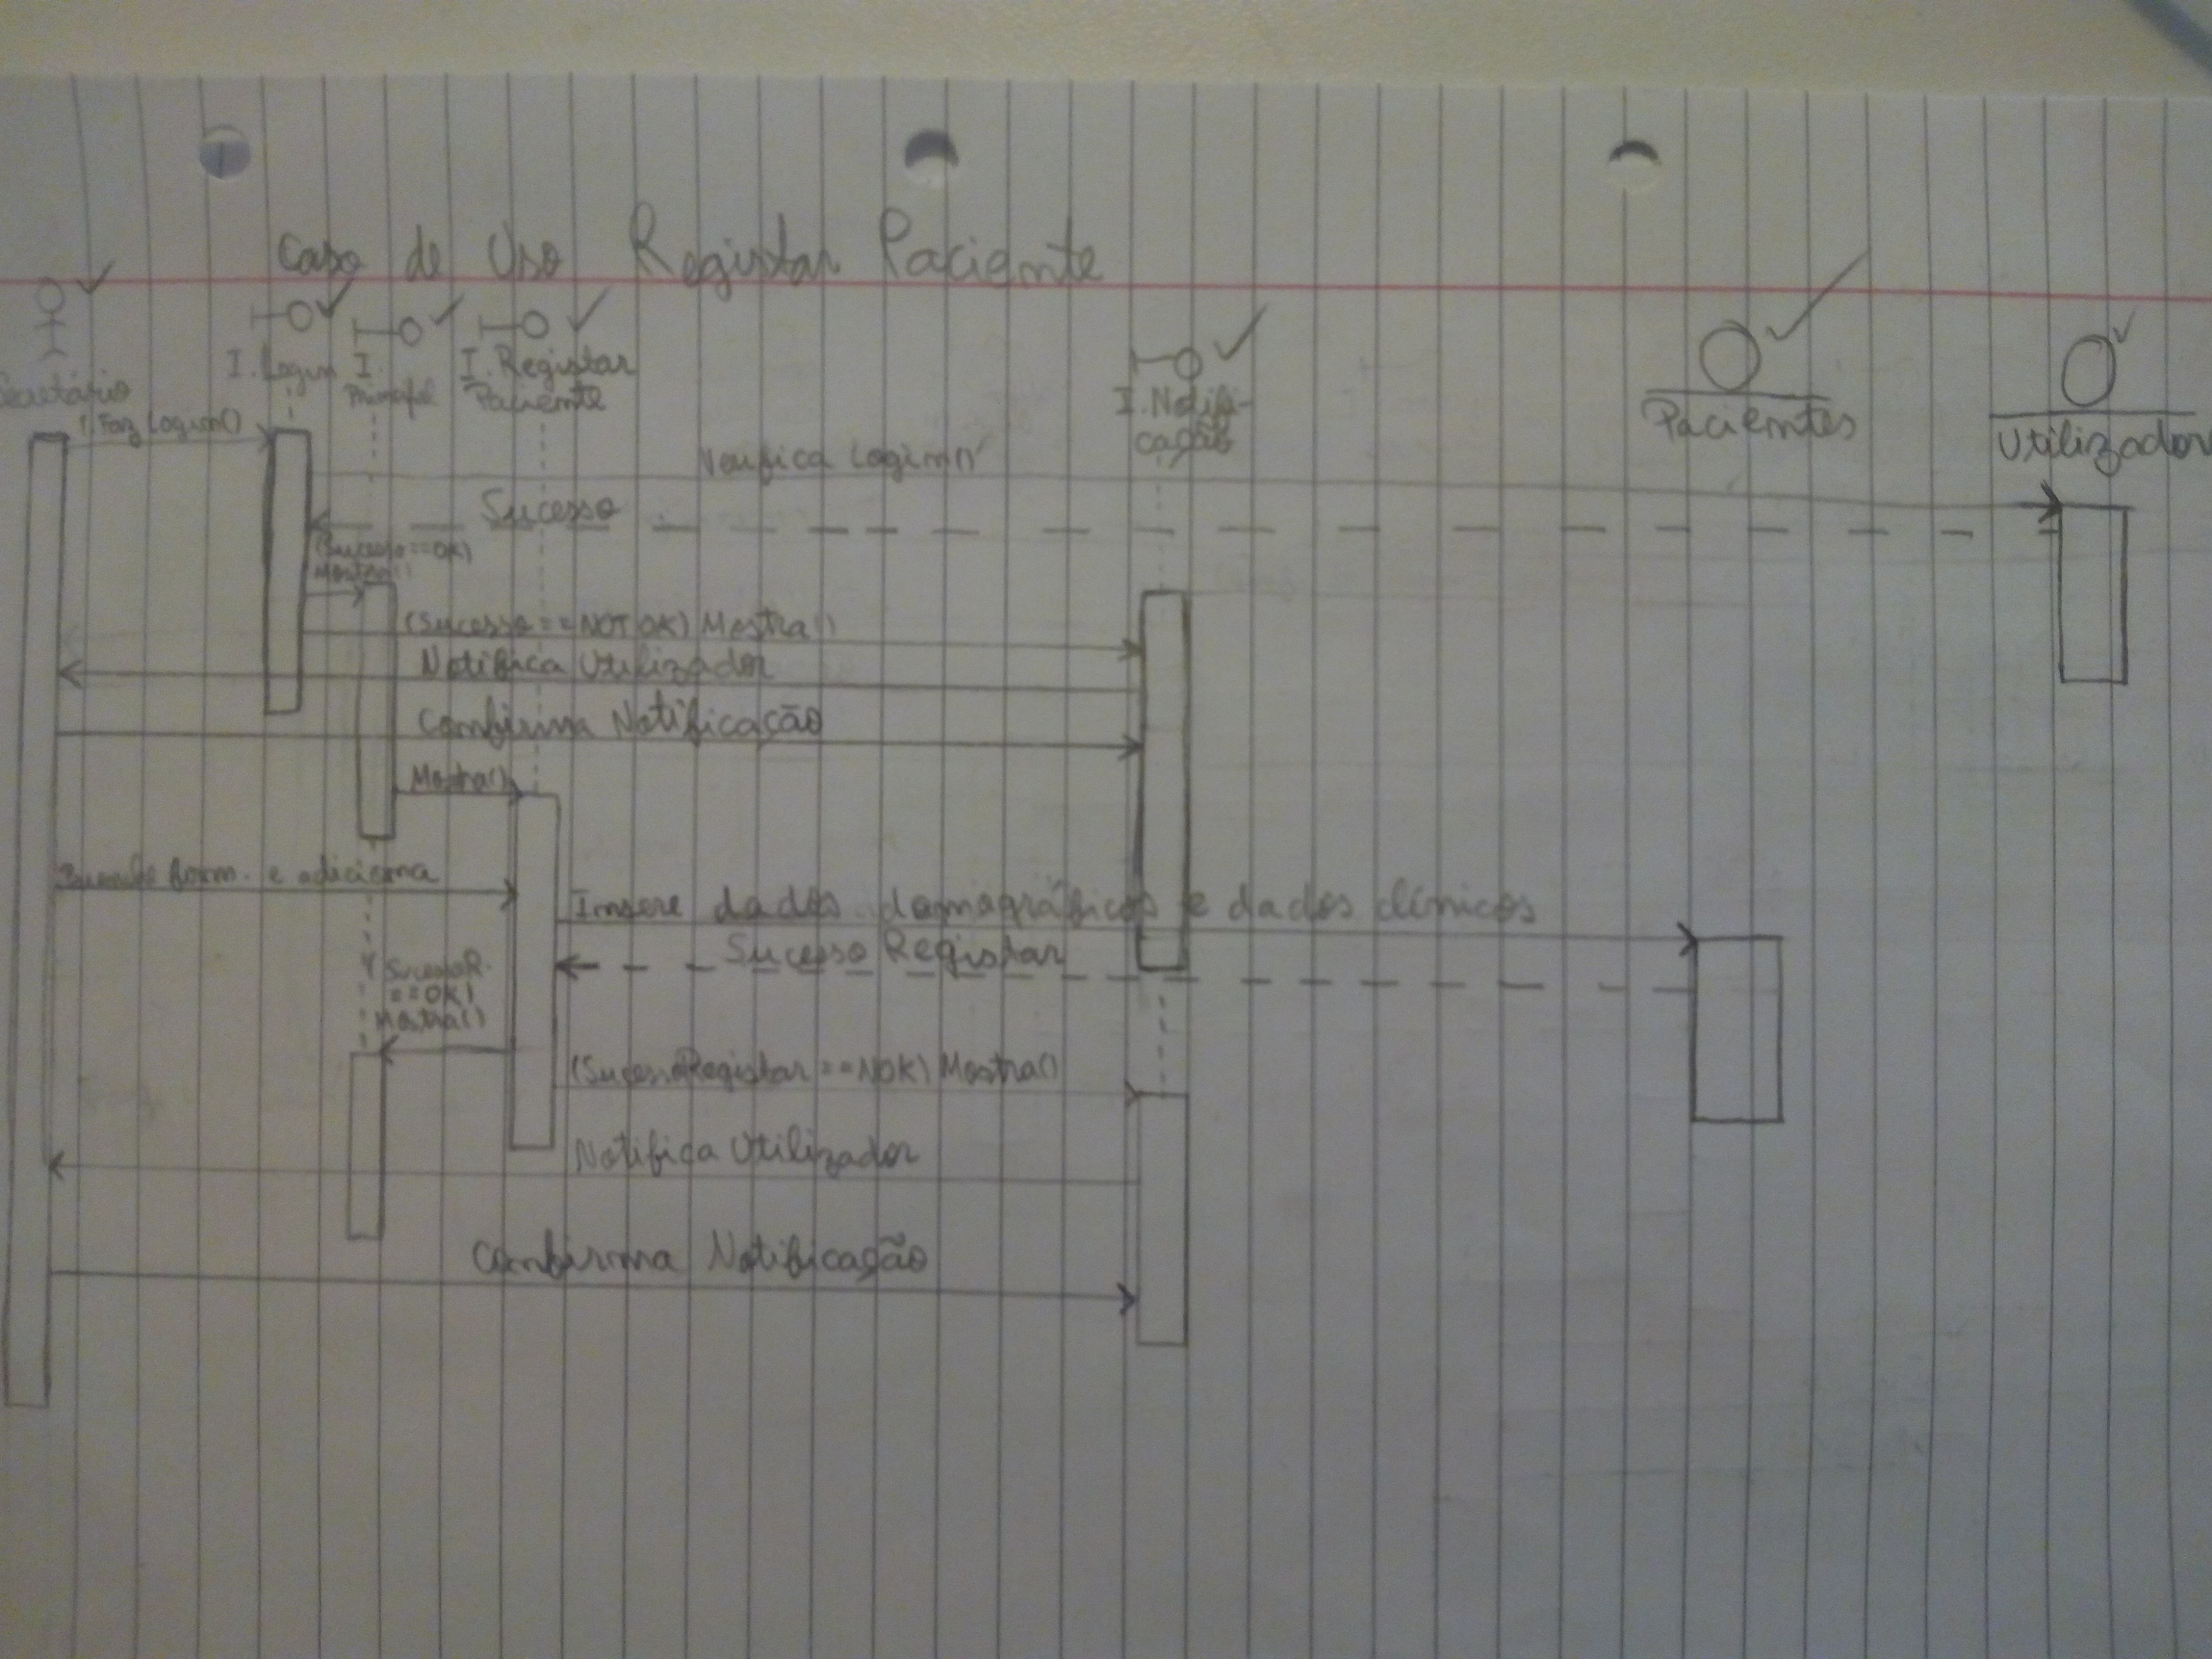 Caso de Uso Registar Paciente
Secretário
I. Login
I.
Principal
I. Registar
Paciente
I. Notifi-
cação
Pacientes
Utilizador
1. Faz Login()
Verifica Login()
Sucesso
(Sucesso==OK)
Mostra()
(Sucesso==NOT OK) Mostra()
Notifica Utilizador
Confirma Notificação
Mostra()
form. e adiciona
Insere dados demográficos e dados clínicos
Sucesso Registar
SucessoR.
==OK)
Mostra()
(SucessoRegistar==NOK) Mostra()
Notifica Utilizador
Confirma Notificação